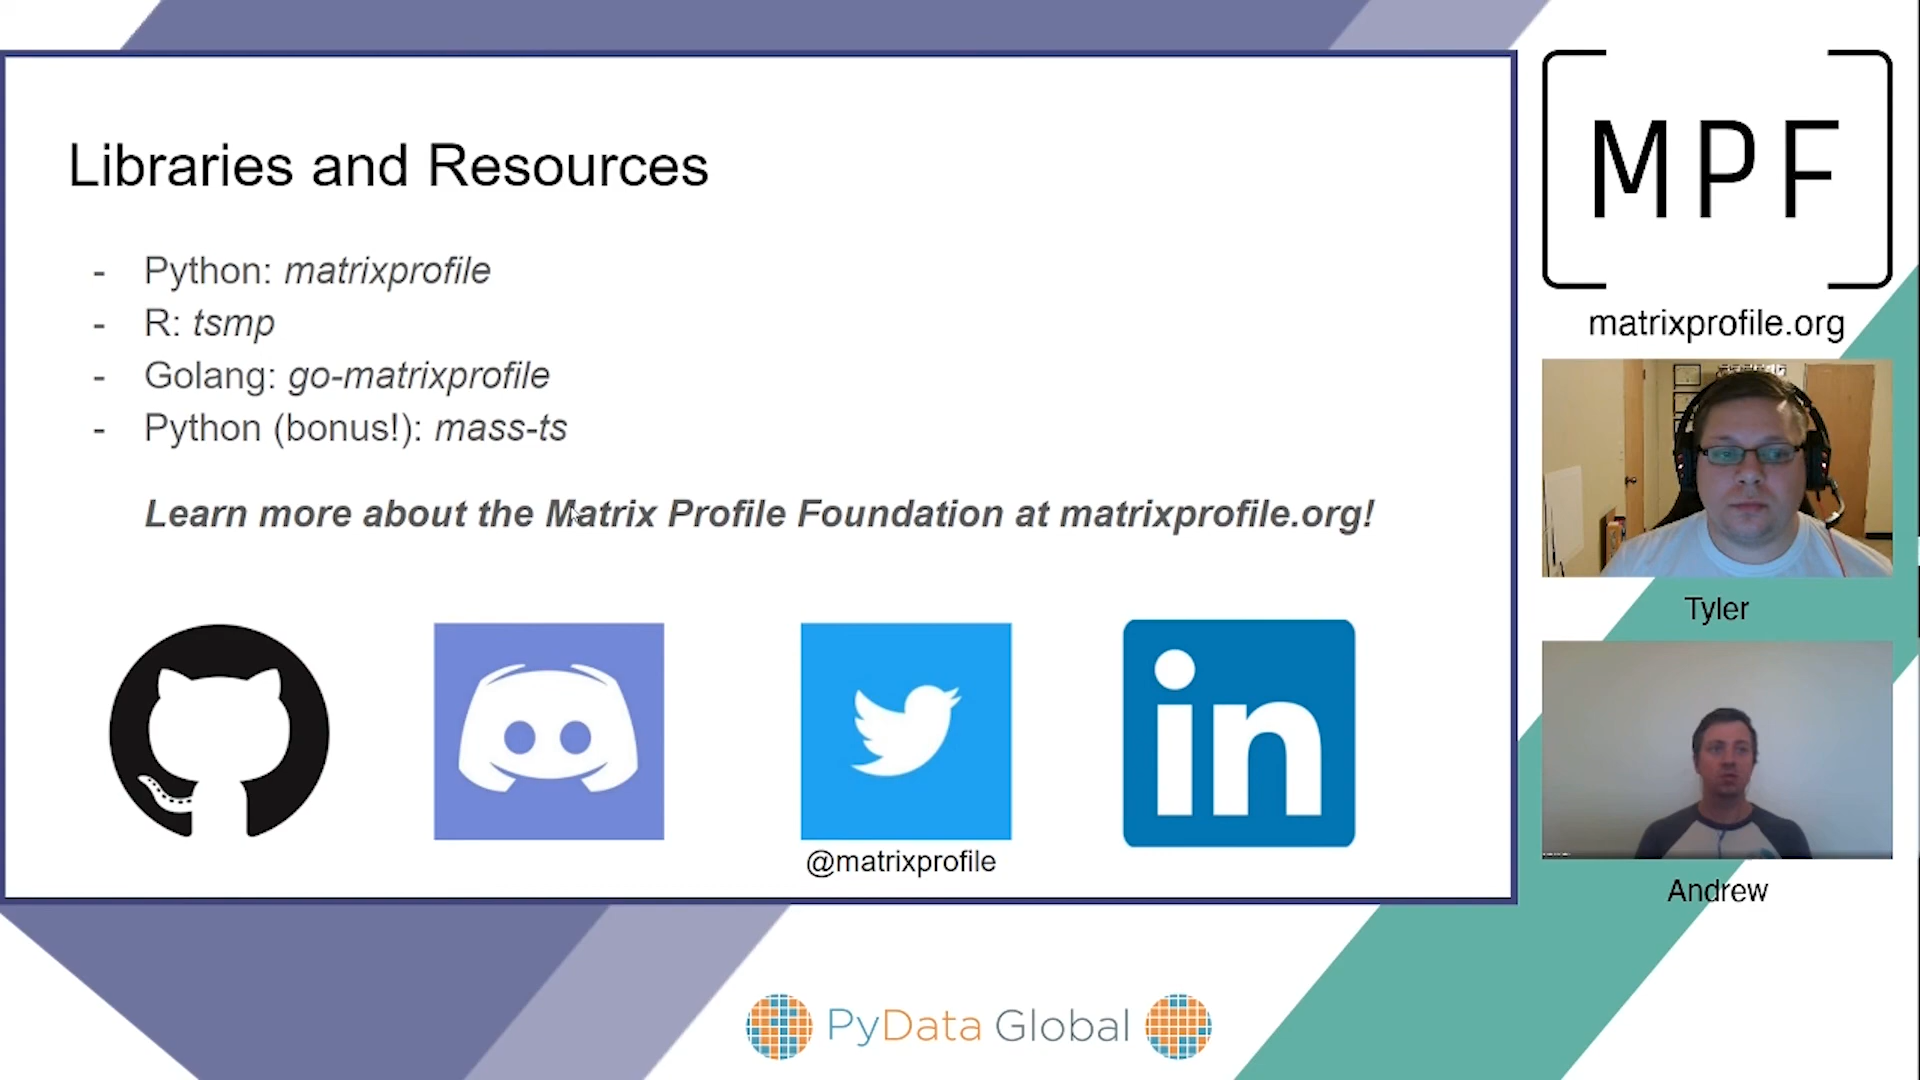 Libraries and Resources
- Python: matrixprofile
- R: tsmp
- Golang: go-matrixprofile
- Python (bonus!): mass-ts
Learn more about the Matrix Profile Foundation at matrixprofile.org!
in
@matrixprofile
MPF
matrixprofile.org
Tyler
Andrew
PyData Global